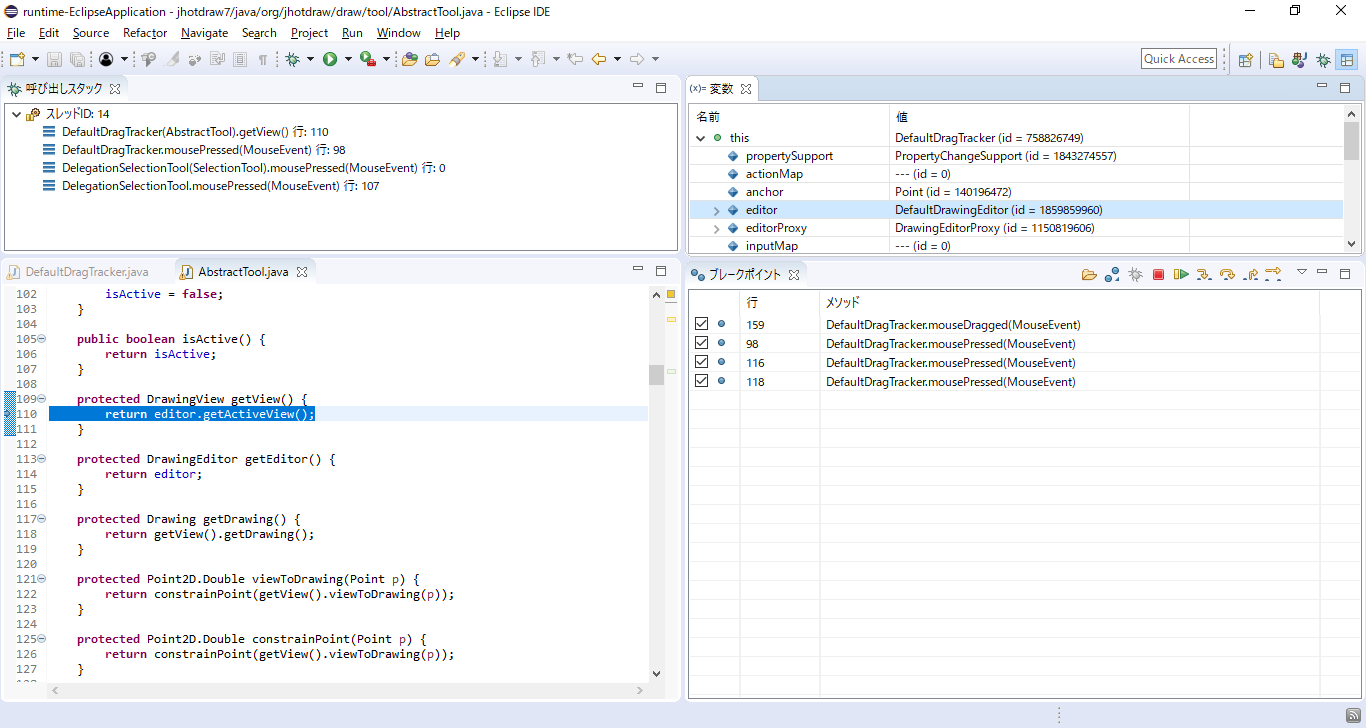 runtime-EclipseApplication - jhotdraw7/java/org/jhotdraw/draw/tool/AbstractTool.java - Eclipse IDE
File Edit Source Refactor Navigate Search Project Run Window Help
Quick Access
呼び出しスタック
スレッドID: 14
DefaultDragTracker(AbstractTool).getView() 行: 110
DefaultDragTracker.mousePressed(MouseEvent) 行: 98
DelegationSelectionTool(SelectionTool).mousePressed(MouseEvent) 行: 0
DelegationSelectionTool.mousePressed(MouseEvent) 行: 107
(x)= 変数
名前 値
this DefaultDragTracker (id = 758826749)
propertySupport PropertyChangeSupport (id = 1843274557)
actionMap --- (id = 0)
anchor Point (id = 140196472)
editor DefaultDrawingEditor (id = 1859859960)
editorProxy DrawingEditorProxy (id = 1150819606)
inputMap --- (id = 0)
DefaultDragTracker.java AbstractTool.java
102 isActive = false;
103 }
104
105 public boolean isActive() {
106 return isActive;
107 }
108
109 protected DrawingView getView() {
110 return editor.getActiveView();
111 }
112
113 protected DrawingEditor getEditor() {
114 return editor;
115 }
116
117 protected Drawing getDrawing() {
118 return getView().getDrawing();
119 }
120
121 protected Point2D.Double viewToDrawing(Point p) {
122 return constrainPoint(getView().viewToDrawing(p));
123 }
124
125 protected Point2D.Double constrainPoint(Point p) {
126 return constrainPoint(getView().viewToDrawing(p));
127 }
ブレークポイント
行 メソッド
159 DefaultDragTracker.mouseDragged(MouseEvent)
98 DefaultDragTracker.mousePressed(MouseEvent)
116 DefaultDragTracker.mousePressed(MouseEvent)
118 DefaultDragTracker.mousePressed(MouseEvent)